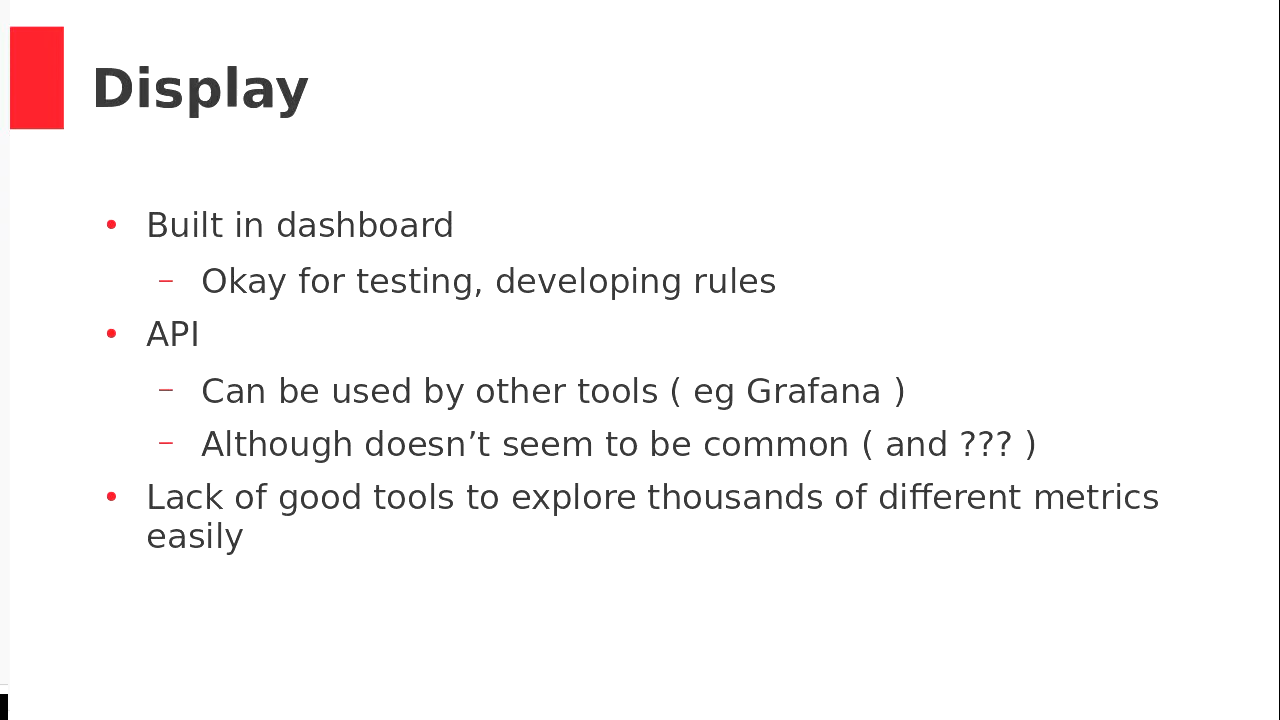 Display
• Built in dashboard
– Okay for testing, developing rules
• API
– Can be used by other tools ( eg Grafana )
– Although doesn’t seem to be common ( and ??? )
• Lack of good tools to explore thousands of different metrics
easily